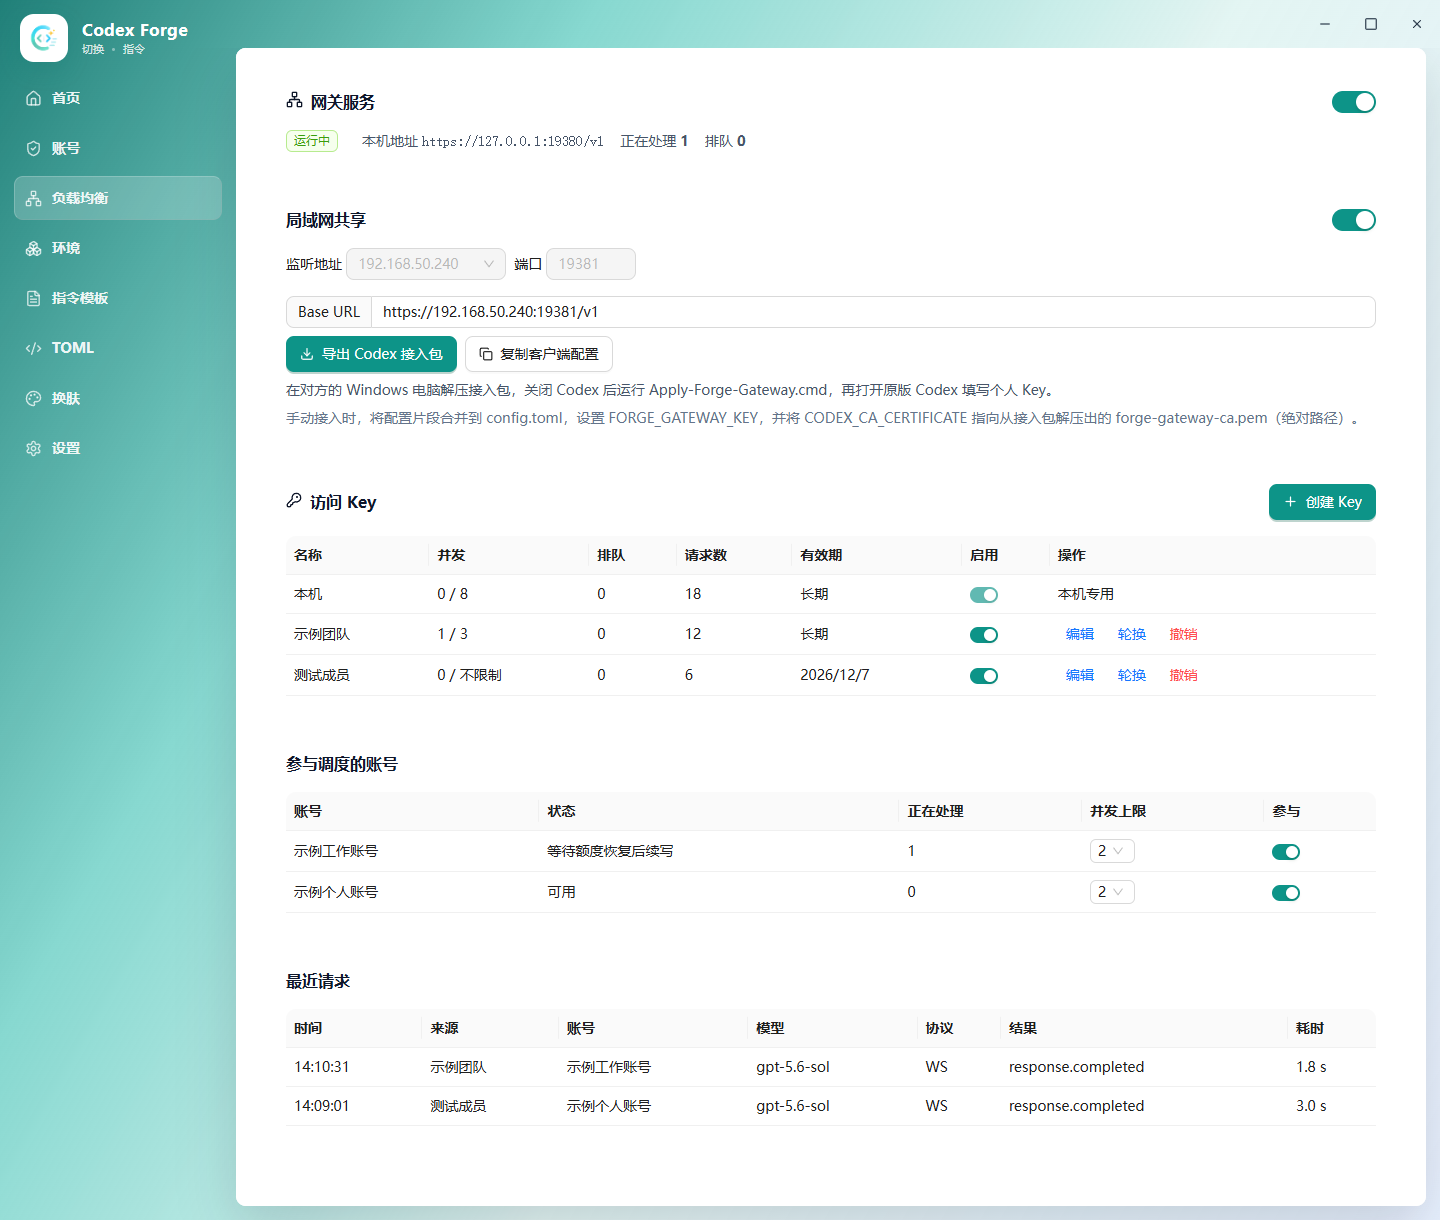 Codex Forge
切换 • 指令
首页
账号
负载均衡
环境
指令模板
TOML
换肤
设置
网关服务
运行中 本机地址 https://127.0.0.1:19380/v1 正在处理 1 排队 0
局域网共享
监听地址 192.168.50.240 端口 19381
Base URL https://192.168.50.240:19381/v1
导出 Codex 接入包 复制客户端配置
在对方的 Windows 电脑解压接入包，关闭 Codex 后运行 Apply-Forge-Gateway.cmd，再打开原版 Codex 填写个人 Key。
手动接入时，将配置片段合并到 config.toml，设置 FORGE_GATEWAY_KEY，并将 CODEX_CA_CERTIFICATE 指向从接入包解压出的 forge-gateway-ca.pem（绝对路径）。
访问 Key 创建 Key
名称 并发 排队 请求数 有效期 启用 操作
本机 0 / 8 0 18 长期 本机专用
示例团队 1 / 3 0 12 长期 编辑 轮换 撤销
测试成员 0 / 不限制 0 6 2026/12/7 编辑 轮换 撤销
参与调度的账号
账号 状态 正在处理 并发上限 参与
示例工作账号 等待额度恢复后续写 1 2
示例个人账号 可用 0 2
最近请求
时间 来源 账号 模型 协议 结果 耗时
14:10:31 示例团队 示例工作账号 gpt-5.6-sol WS response.completed 1.8 s
14:09:01 测试成员 示例个人账号 gpt-5.6-sol WS response.completed 3.0 s